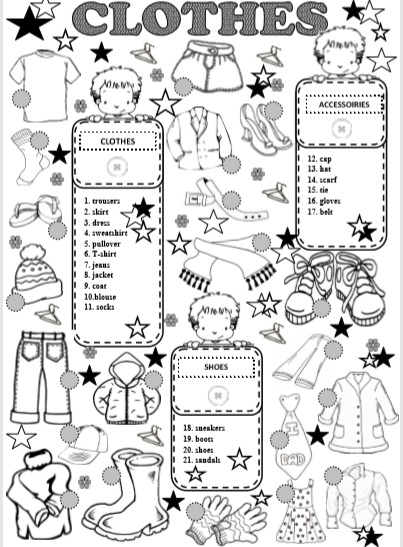 CLOTHES
CLOTHES
1. trousers
2. skirt
3. dress
4. sweatshirt
5. pullover
6. T-shirt
7. jeans
8. jacket
9. coat
10.blouse
11. socks
ACCESSOIRIES
12. cap
13. hat
14. scarf
15. tie
16. gloves
17. belt
SHOES
18. sneakers
19. boots
20. shoes
21. sandals
I
DAD